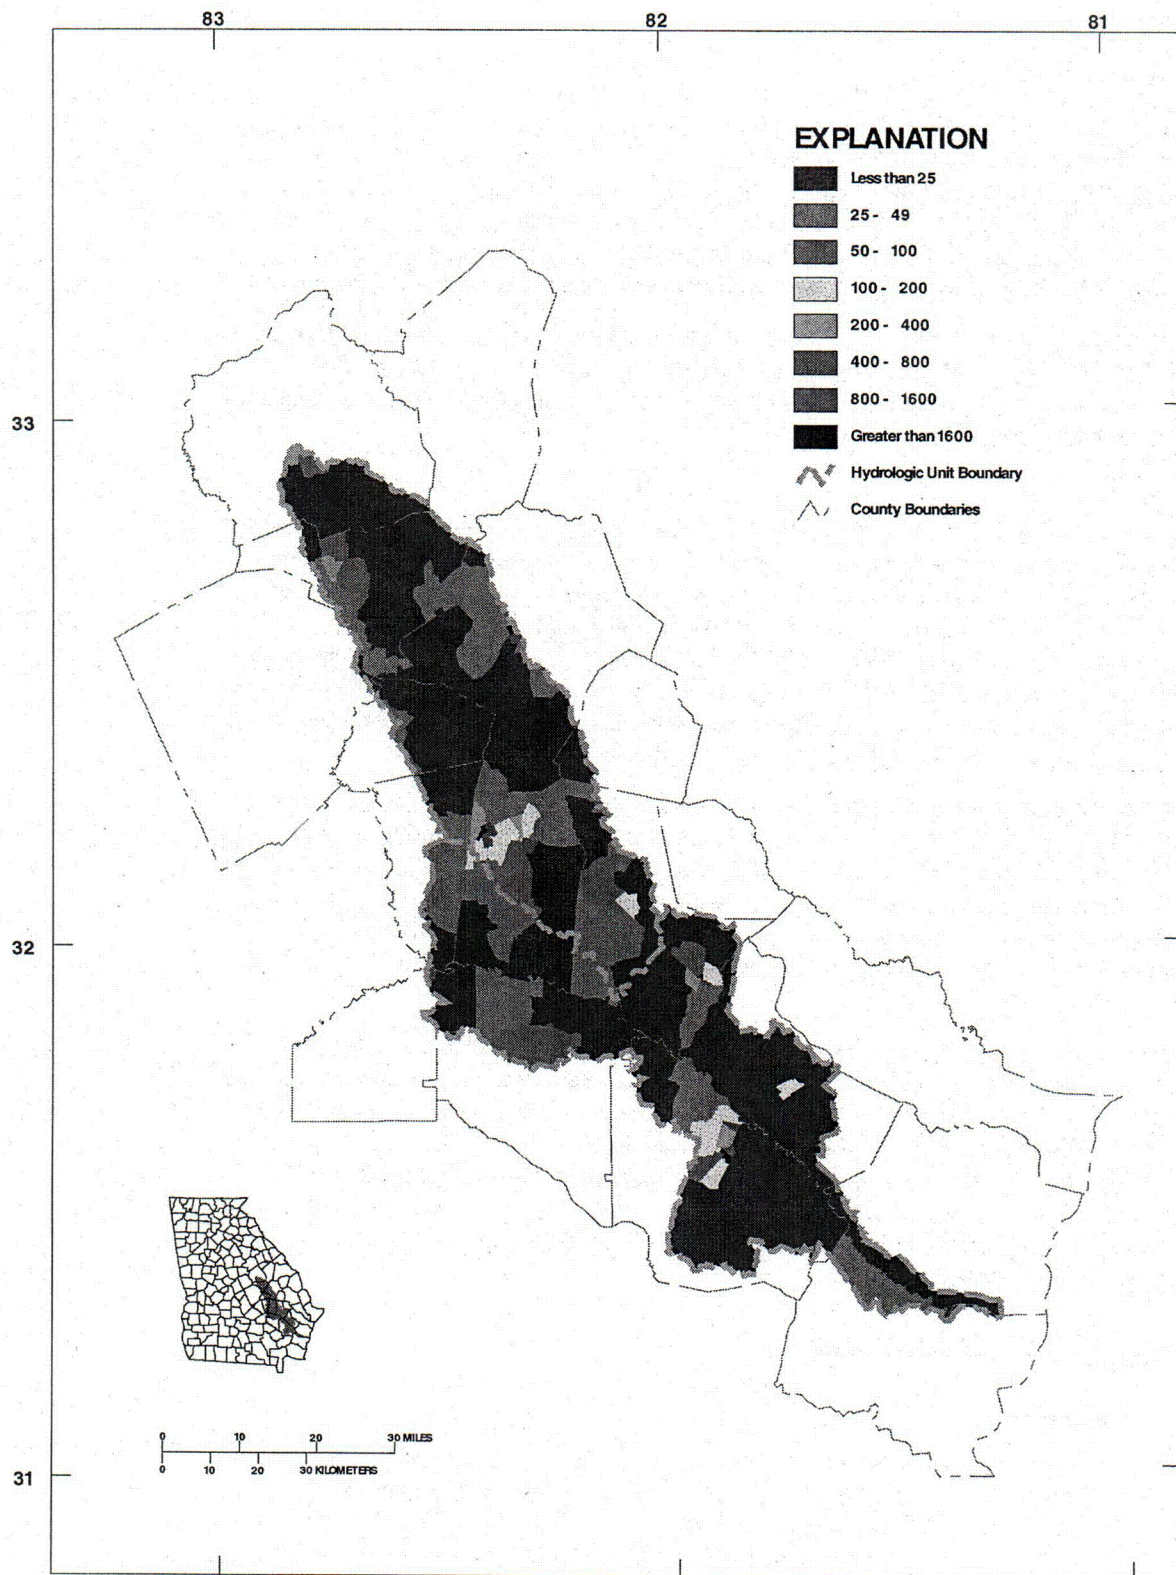 83 82 81
EXPLANATION
Less than 25
25 - 49
50 - 100
100 - 200
200 - 400
33
400 - 800
800 - 1600
Greater than 1600
Hydrologic Unit Boundary
County Boundaries
32
0 10 20 30 MILES
0 10 20 30 KILOMETERS
31